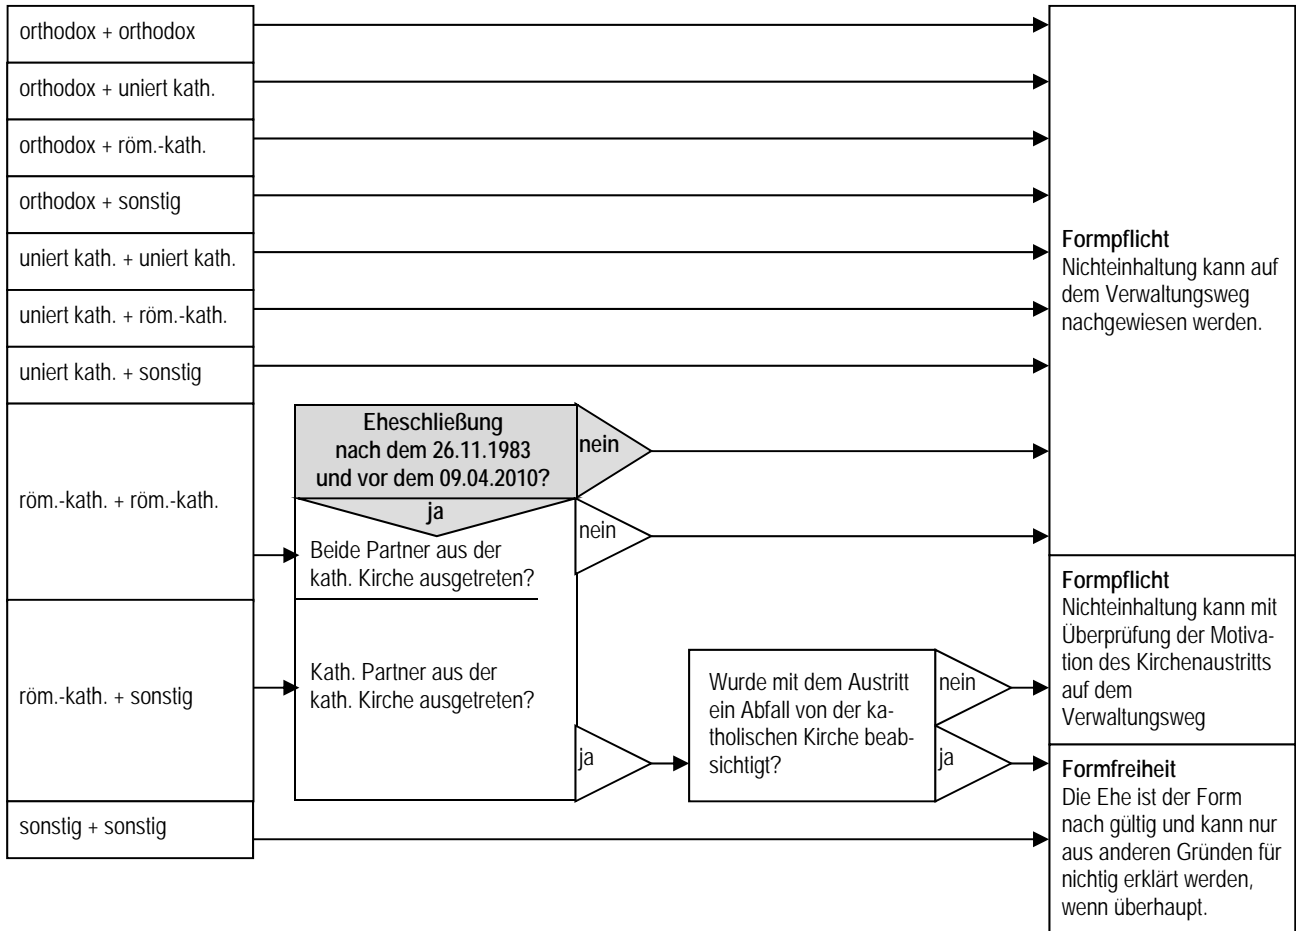 orthodox + orthodox
orthodox + uniert kath.
orthodox + röm.-kath.
orthodox + sonstig
uniert kath. + uniert kath.
uniert kath. + röm.-kath.
uniert kath. + sonstig
röm.-kath. + röm.-kath.
röm.-kath. + sonstig
sonstig + sonstig
Eheschließung
nach dem 26.11.1983
und vor dem 09.04.2010?
nein
ja
Beide Partner aus der
kath. Kirche ausgetreten?
nein
Kath. Partner aus der
kath. Kirche ausgetreten?
ja
Wurde mit dem Austritt
ein Abfall von der ka-
tholischen Kirche beab-
sichtigt?
nein
ja
Formpflicht
Nichteinhaltung kann auf
dem Verwaltungsweg
nachgewiesen werden.
Formpflicht
Nichteinhaltung kann mit
Überprüfung der Motiva-
tion des Kirchenaustritts
auf dem
Verwaltungsweg
Formfreiheit
Die Ehe ist der Form
nach gültig und kann nur
aus anderen Gründen für
nichtig erklärt werden,
wenn überhaupt.